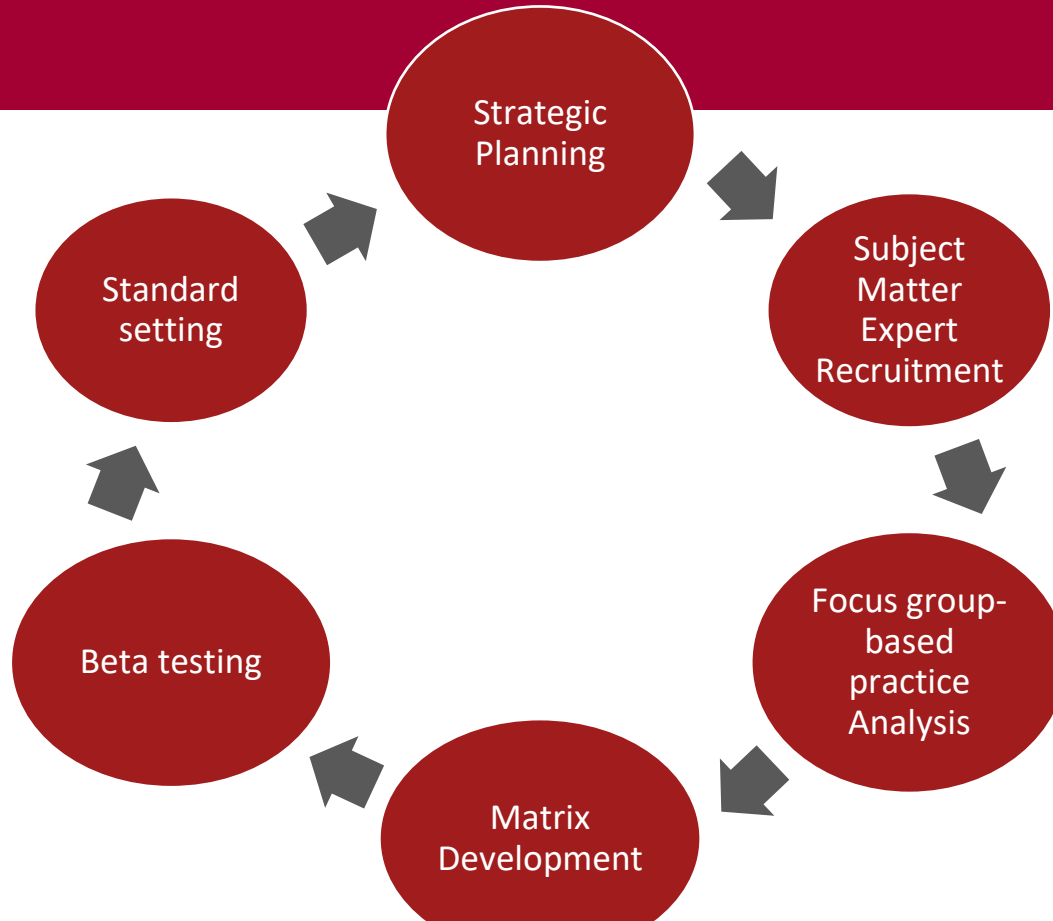 Strategic
Planning
Subject
Matter
Expert
Recruitment
Focus group-
based
practice
Analysis
Matrix
Development
Beta testing
Standard
setting